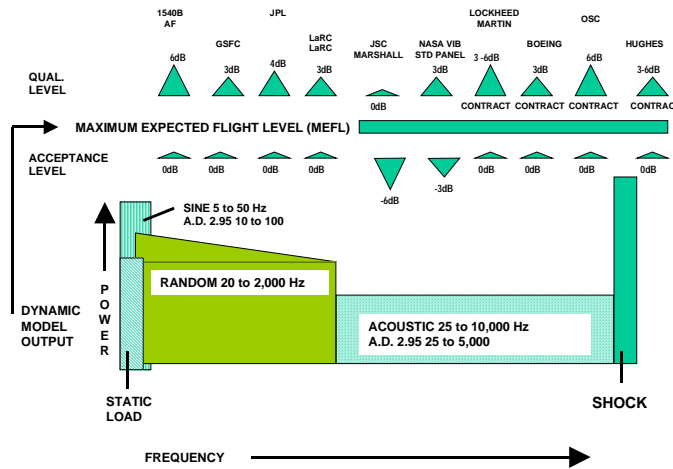 1540B
AF
GSFC
JPL
LaRC
LaRC
JSC
MARSHALL
NASA VIB
STD PANEL
LOCKHEED
MARTIN
BOEING
OSC
HUGHES
QUAL.
LEVEL
6dB
3dB
4dB
3dB
0dB
3dB
3 -6dB
3dB
6dB
3-6dB
CONTRACT
CONTRACT
CONTRACT
CONTRAC
MAXIMUM EXPECTED FLIGHT LEVEL (MEFL)
ACCEPTANCE
LEVEL
0dB
0dB
0dB
0dB
-6dB
-3dB
0dB
0dB
0dB
0dB
SINE 5 to 50 Hz
A.D. 2.95 10 to 100
POWER
RANDOM 20 to 2,000 Hz
DYNAMIC
MODEL
OUTPUT
ACOUSTIC 25 to 10,000 Hz
A.D. 2.95 25 to 5,000
STATIC
LOAD
SHOCK
FREQUENCY